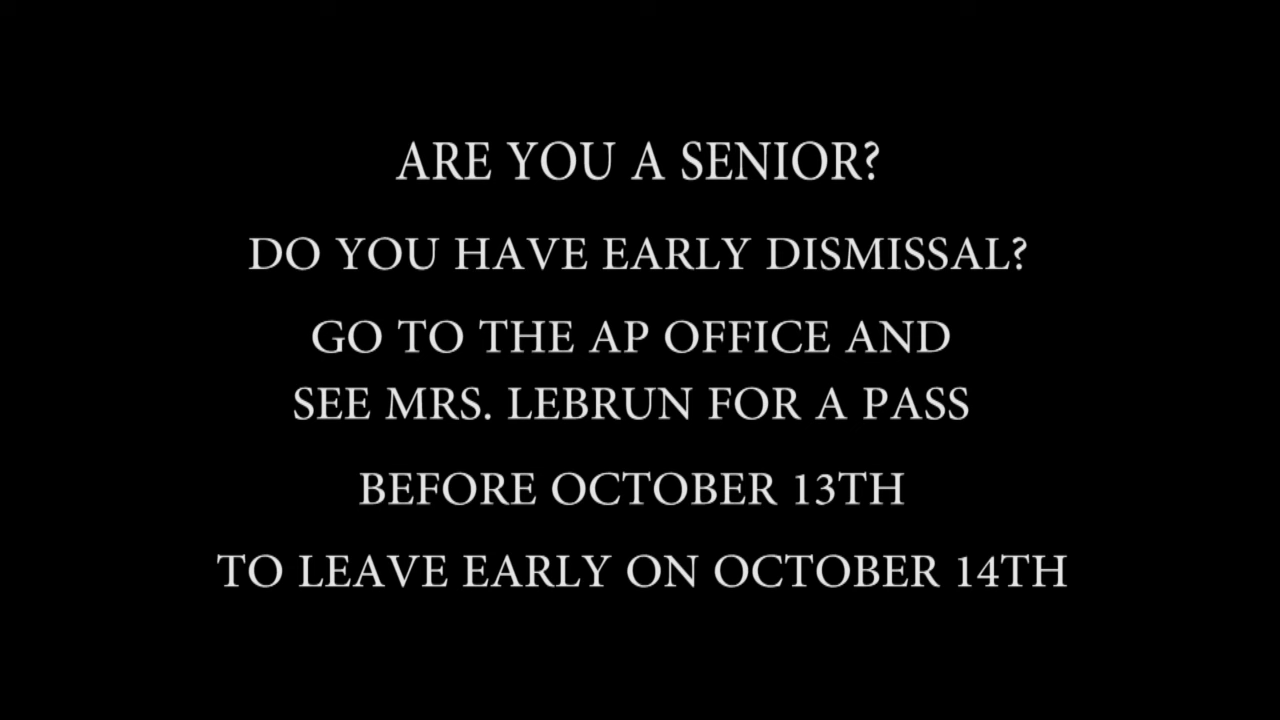 ARE YOU A SENIOR?
DO YOU HAVE EARLY DISMISSAL?
GO TO THE AP OFFICE AND
SEE MRS. LEBRUN FOR A PASS
BEFORE OCTOBER 13TH
TO LEAVE EARLY ON OCTOBER 14TH